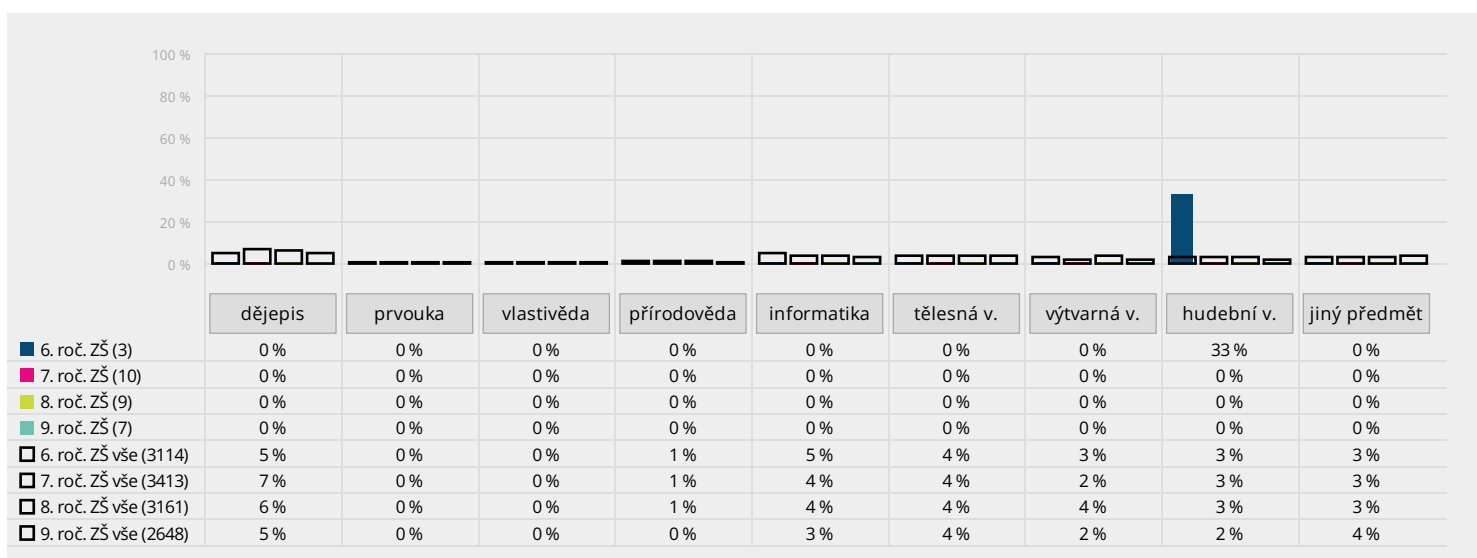 100 %
80 %
60 %
40 %
20 %
0 %
dějepis prvouka vlastivěda přírodověda informatika tělesná v. výtvarná v. hudební v. jiný předmět
6. roč. ZŠ (3) 0 % 0 % 0 % 0 % 0 % 0 % 0 % 33 % 0 %
7. roč. ZŠ (10) 0 % 0 % 0 % 0 % 0 % 0 % 0 % 0 % 0 %
8. roč. ZŠ (9) 0 % 0 % 0 % 0 % 0 % 0 % 0 % 0 % 0 %
9. roč. ZŠ (7) 0 % 0 % 0 % 0 % 0 % 0 % 0 % 0 % 0 %
6. roč. ZŠ vše (3114) 5 % 0 % 0 % 1 % 5 % 4 % 3 % 3 % 3 %
7. roč. ZŠ vše (3413) 7 % 0 % 0 % 1 % 4 % 4 % 2 % 3 % 3 %
8. roč. ZŠ vše (3161) 6 % 0 % 0 % 1 % 4 % 4 % 4 % 3 % 3 %
9. roč. ZŠ vše (2648) 5 % 0 % 0 % 0 % 3 % 4 % 2 % 2 % 4 %